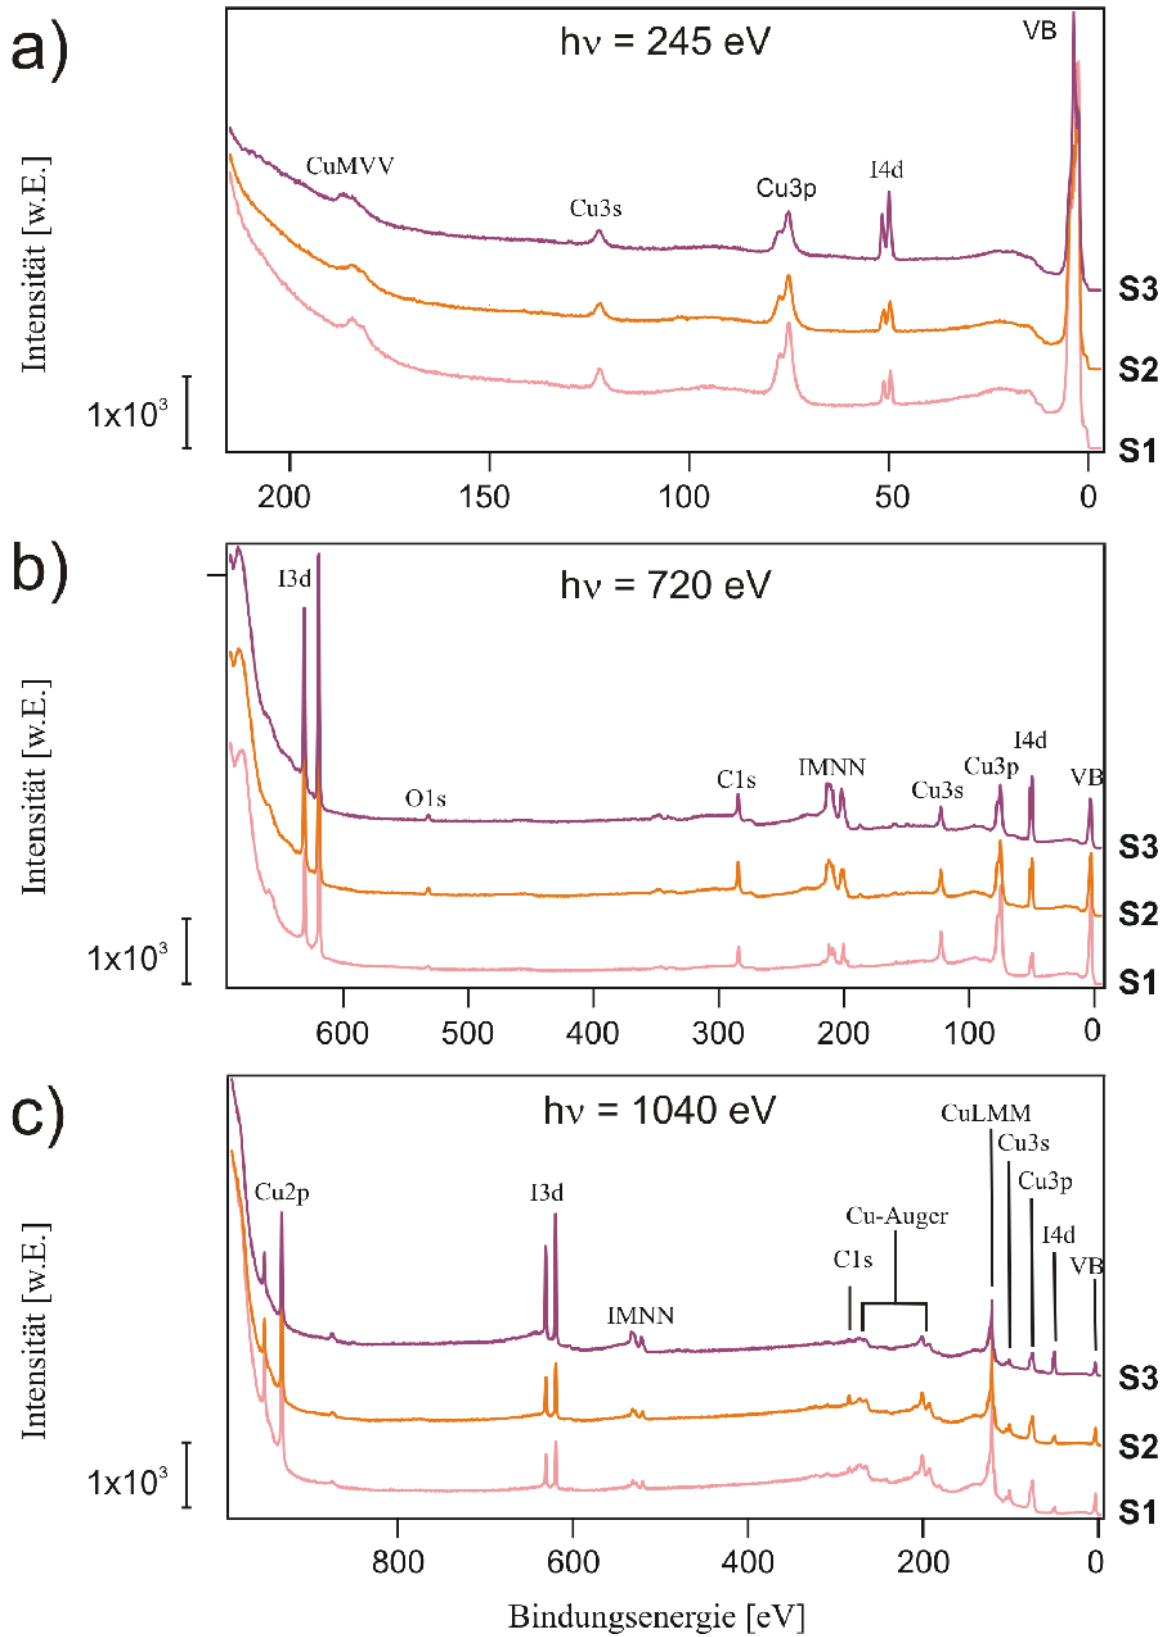 a)
hν = 245 eV
VB
CuMVV
Cu3s
Cu3p
I4d
Intensität [w.E.]
1x10³
S3
S2
S1
200 150 100 50 0
b)
hν = 720 eV
I3d
O1s
C1s
IMNN
Cu3s
Cu3p
I4d
VB
Intensität [w.E.]
1x10³
S3
S2
S1
600 500 400 300 200 100 0
c)
hν = 1040 eV
Cu2p
I3d
IMNN
C1s
Cu-Auger
CuLMM
Cu3s
Cu3p
I4d
VB
Intensität [w.E.]
1x10³
S3
S2
S1
800 600 400 200 0
Bindungsenergie [eV]